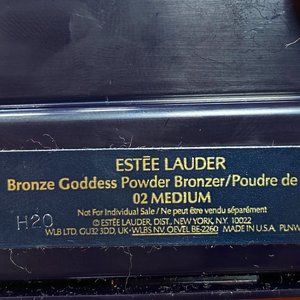 ESTĒE LAUDER
Bronze Goddess Powder Bronzer/Poudre de
02 MEDIUM
Not For Individual Sale / Ne peut être vendu séparément
© ESTĒE LAUDER, DIST., NEW YORK, N.Y. 10022
WLB LTD, GU32 3DD, UK · WLBS NV, OEVEL BE-2260 MADE IN U.S.A. PLNW
H20